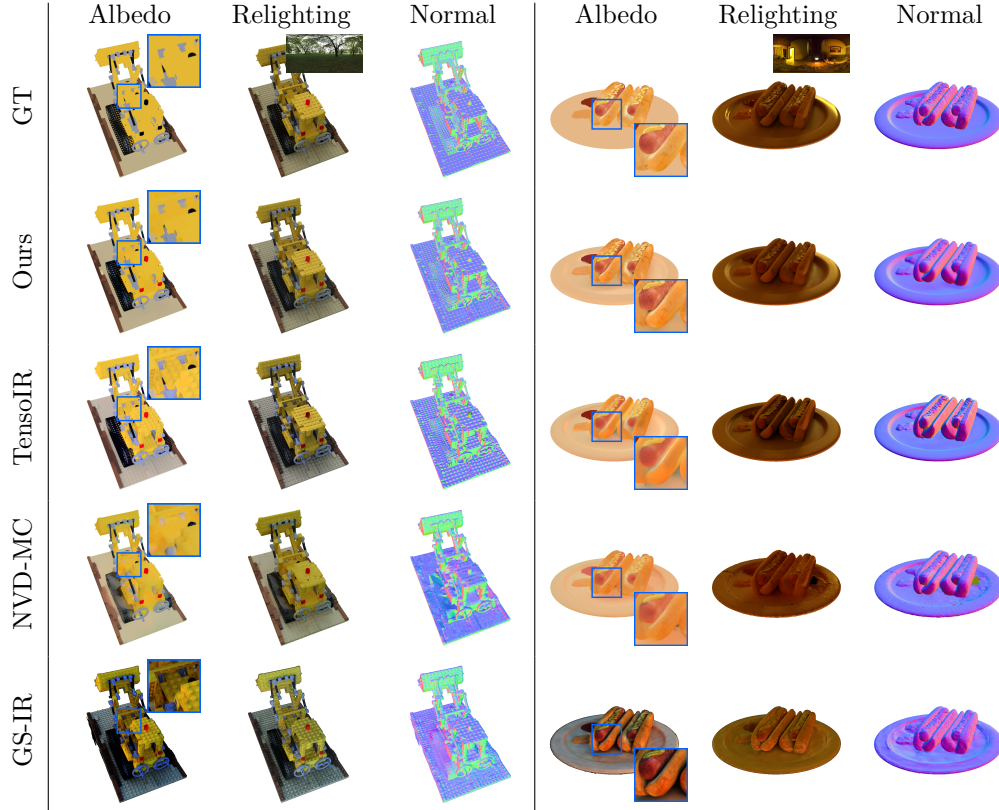 Albedo Relighting Normal Albedo Relighting Normal
GT
Ours
TensoIR
NVD-MC
GS-IR